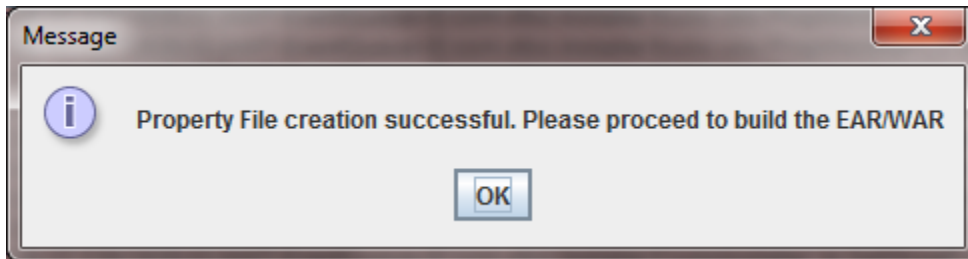 Message
Property File creation successful. Please proceed to build the EAR/WAR
OK